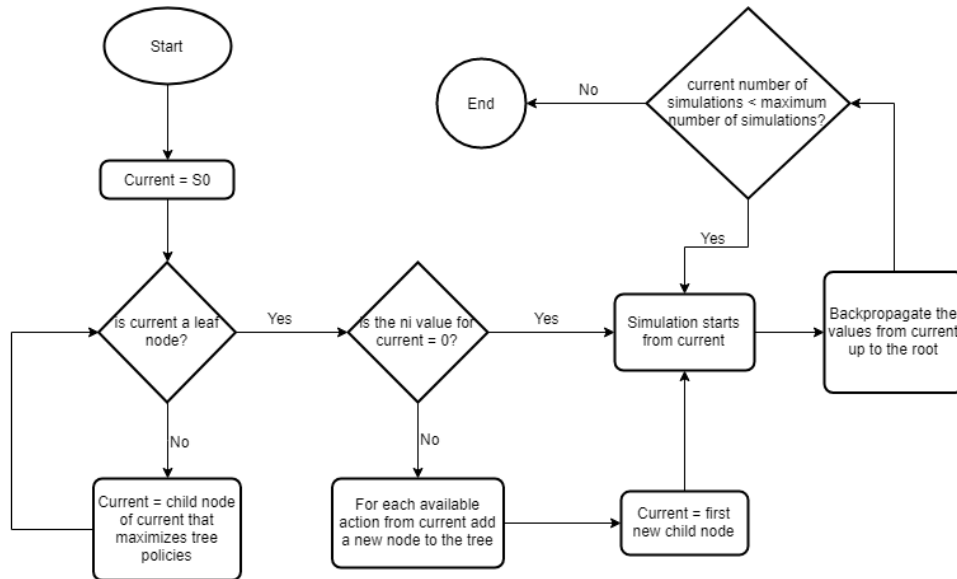 Start
Current = S0
is current a leaf
node?
Yes
No
Current = child node
of current that
maximizes tree
policies
Is the ni value for
current = 0?
Yes
No
For each available
action from current add
a new node to the tree
Current = first
new child node
Simulation starts
from current
Backpropagate the
values from current
up to the root
current number of
simulations < maximum
number of simulations?
Yes
No
End